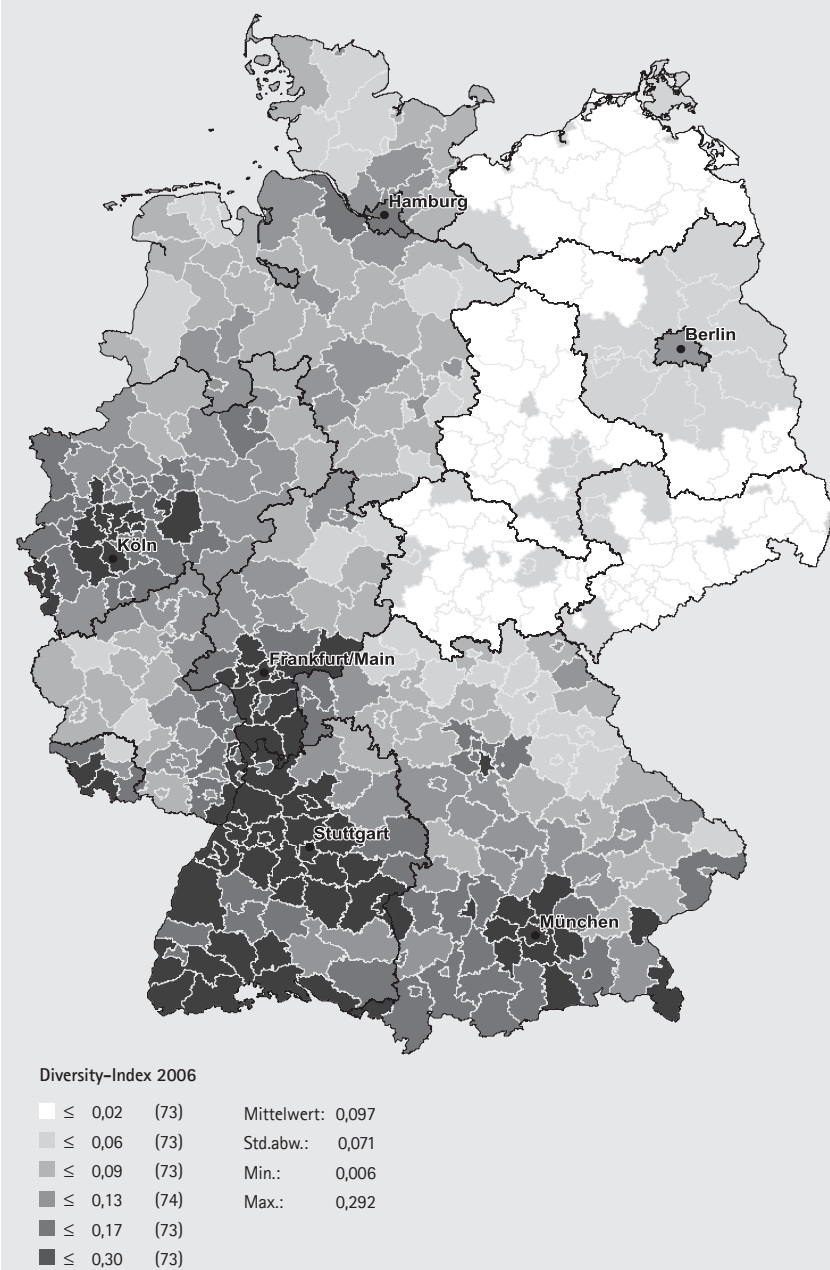 Hamburg
Berlin
Köln
Frankfurt/Main
Stuttgart
München
Diversity-Index 2006
≤ 0,02 (73)
≤ 0,06 (73)
≤ 0,09 (73)
≤ 0,13 (74)
≤ 0,17 (73)
≤ 0,30 (73)
Mittelwert: 0,097
Std.abw.: 0,071
Min.: 0,006
Max.: 0,292